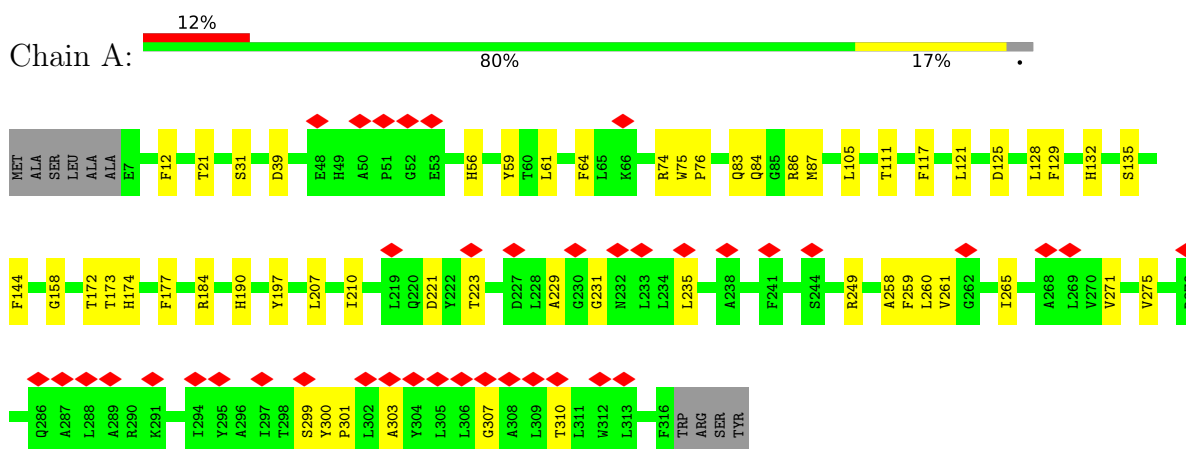 12%
Chain A:
80% 17% •
MET ALA SER LEU ALA ALA E7 F12 T21 S31 D39 E48 H49 A50 P51 G52 E53 H56 Y59 T60 L61 F64 L65 K66 R74 W75 P76 Q83 Q84 G85 R86 M87 L105 T111 F117 L121 D125 L128 F129 H132 S135
F144 G158 T172 T173 H174 F177 R184 H190 Y197 L207 I210 L219 Q220 D221 Y222 T223 D227 L228 A229 G230 G231 N232 L233 L234 L235 A238 F241 S244 R249 A258 F259 L260 V261 G262 I265 A268 L269 V270 V271 V275
Q286 A287 L288 A289 R290 K291 I294 Y295 A296 I297 T298 S299 Y300 P301 L302 A303 Y304 L305 L306 G307 A308 L309 T310 L311 W312 L313 F316 TRP ARG SER TYR